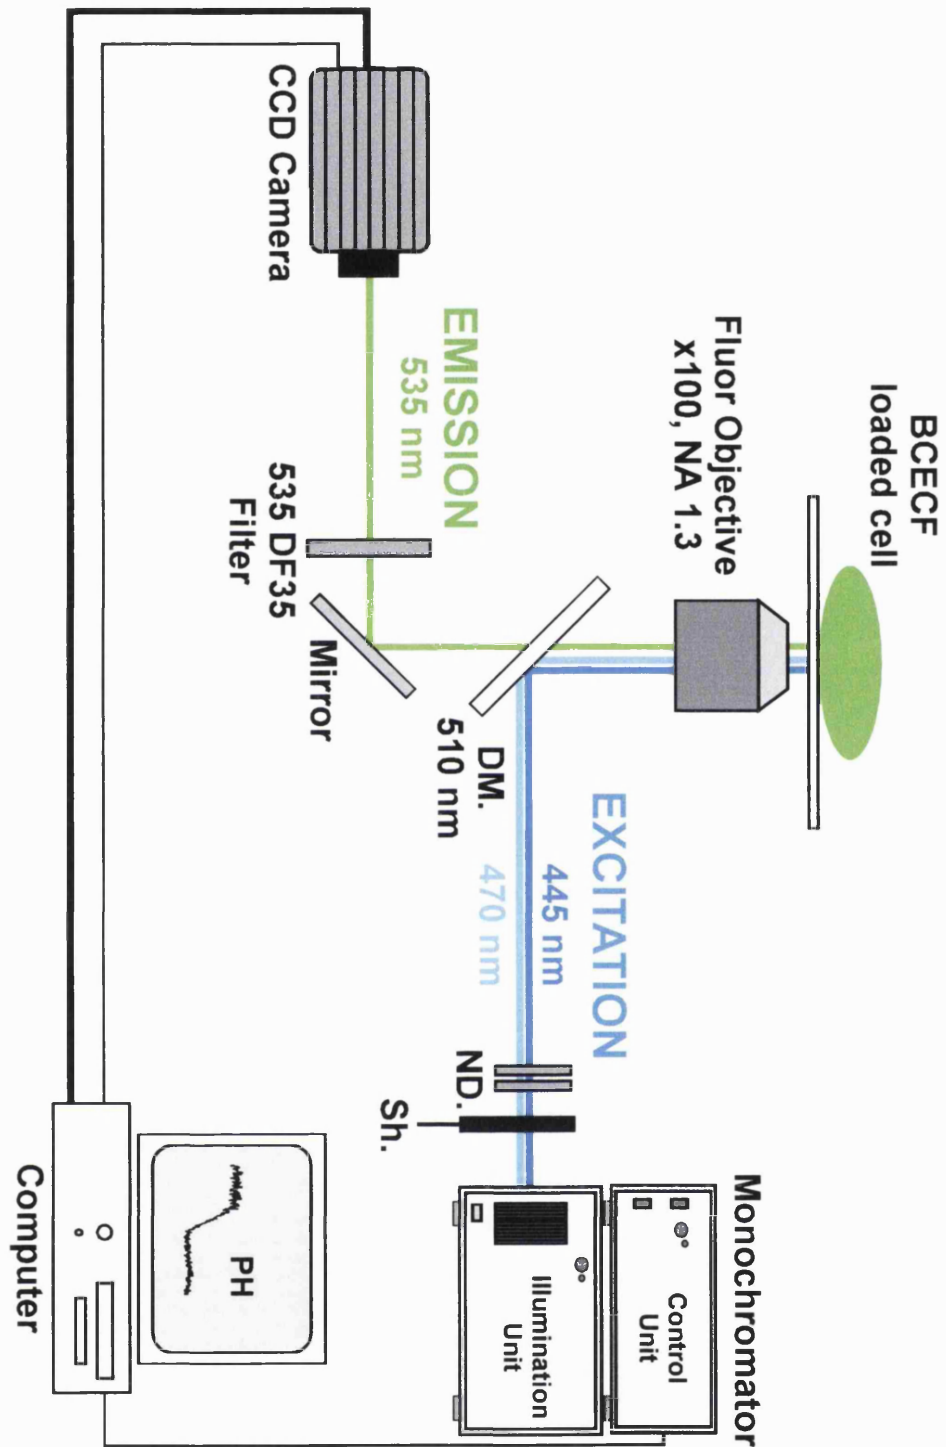 BCECF
loaded cell
Fluor Objective
x100, NA 1.3
EXCITATION
445 nm
470 nm
Monochromator
Control
Unit
Illumination
Unit
DM.
510 nm
ND.
Sh.
EMISSION
535 nm
535 DF35
Filter
Mirror
CCD Camera
PH
Computer